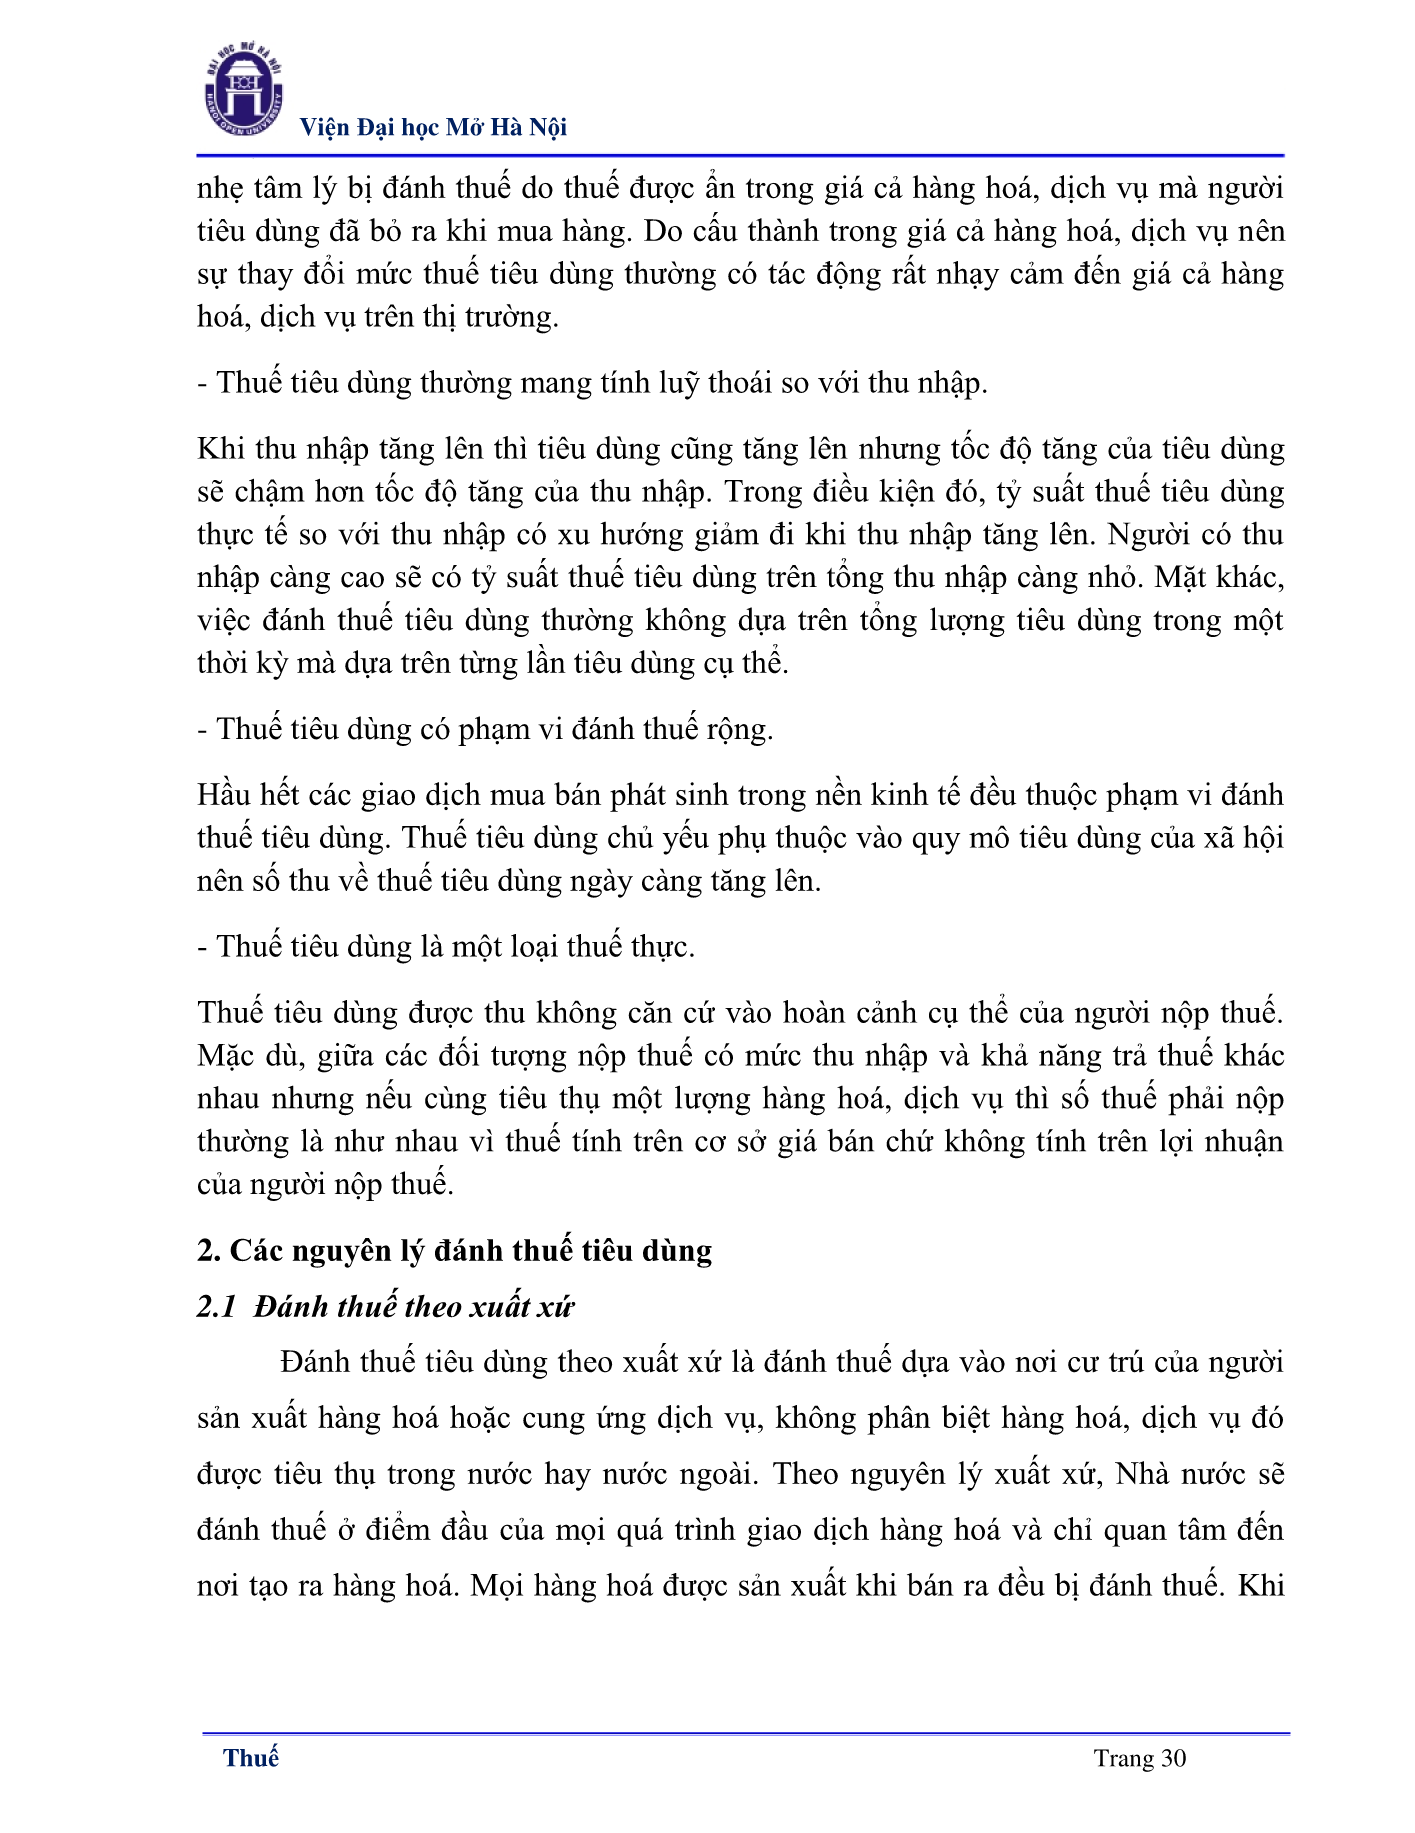 ĐẠI HỌC MỞ HÀ NỘI
HANOI OPEN UNIVERSITY
Viện Đại học Mở Hà Nội
nhẹ tâm lý bị đánh thuế do thuế được ẩn trong giá cả hàng hoá, dịch vụ mà người
tiêu dùng đã bỏ ra khi mua hàng. Do cấu thành trong giá cả hàng hoá, dịch vụ nên
sự thay đổi mức thuế tiêu dùng thường có tác động rất nhạy cảm đến giá cả hàng
hoá, dịch vụ trên thị trường.
- Thuế tiêu dùng thường mang tính luỹ thoái so với thu nhập.
Khi thu nhập tăng lên thì tiêu dùng cũng tăng lên nhưng tốc độ tăng của tiêu dùng
sẽ chậm hơn tốc độ tăng của thu nhập. Trong điều kiện đó, tỷ suất thuế tiêu dùng
thực tế so với thu nhập có xu hướng giảm đi khi thu nhập tăng lên. Người có thu
nhập càng cao sẽ có tỷ suất thuế tiêu dùng trên tổng thu nhập càng nhỏ. Mặt khác,
việc đánh thuế tiêu dùng thường không dựa trên tổng lượng tiêu dùng trong một
thời kỳ mà dựa trên từng lần tiêu dùng cụ thể.
- Thuế tiêu dùng có phạm vi đánh thuế rộng.
Hầu hết các giao dịch mua bán phát sinh trong nền kinh tế đều thuộc phạm vi đánh
thuế tiêu dùng. Thuế tiêu dùng chủ yếu phụ thuộc vào quy mô tiêu dùng của xã hội
nên số thu về thuế tiêu dùng ngày càng tăng lên.
- Thuế tiêu dùng là một loại thuế thực.
Thuế tiêu dùng được thu không căn cứ vào hoàn cảnh cụ thể của người nộp thuế.
Mặc dù, giữa các đối tượng nộp thuế có mức thu nhập và khả năng trả thuế khác
nhau nhưng nếu cùng tiêu thụ một lượng hàng hoá, dịch vụ thì số thuế phải nộp
thường là như nhau vì thuế tính trên cơ sở giá bán chứ không tính trên lợi nhuận
của người nộp thuế.
2. Các nguyên lý đánh thuế tiêu dùng
2.1 Đánh thuế theo xuất xứ
Đánh thuế tiêu dùng theo xuất xứ là đánh thuế dựa vào nơi cư trú của người
sản xuất hàng hoá hoặc cung ứng dịch vụ, không phân biệt hàng hoá, dịch vụ đó
được tiêu thụ trong nước hay nước ngoài. Theo nguyên lý xuất xứ, Nhà nước sẽ
đánh thuế ở điểm đầu của mọi quá trình giao dịch hàng hoá và chỉ quan tâm đến
nơi tạo ra hàng hoá. Mọi hàng hoá được sản xuất khi bán ra đều bị đánh thuế. Khi
Thuế
Trang 30